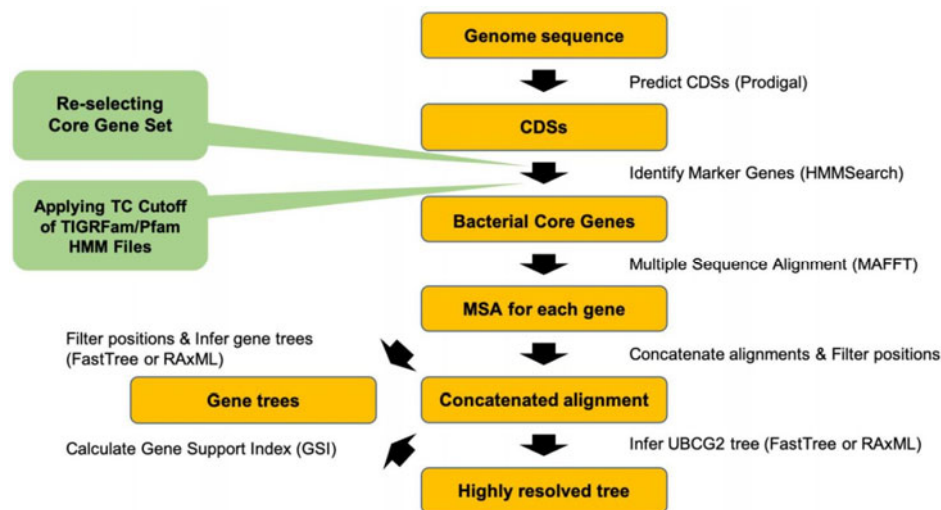 Genome sequence
Predict CDSs (Prodigal)
Re-selecting
Core Gene Set
CDSs
Identify Marker Genes (HMMSearch)
Applying TC Cutoff
of TIGRFam/Pfam
HMM Files
Bacterial Core Genes
Multiple Sequence Alignment (MAFFT)
MSA for each gene
Filter positions & Infer gene trees
(FastTree or RAxML)
Concatenate alignments & Filter positions
Gene trees
Concatenated alignment
Calculate Gene Support Index (GSI)
Infer UBCG2 tree (FastTree or RAxML)
Highly resolved tree